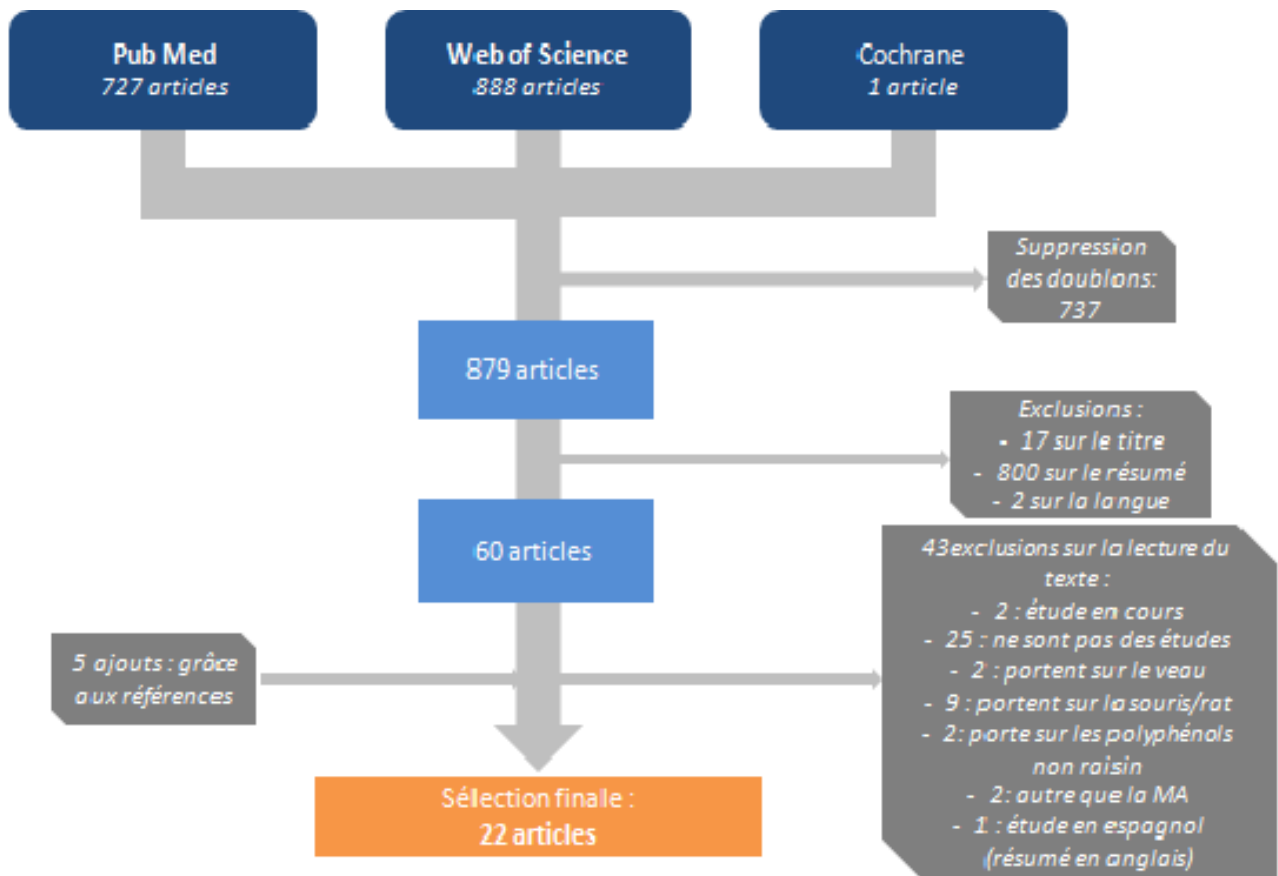 Pub Med
727 articles
Web of Science
888 articles
Cochrane
1 article
Suppression
des doublons:
737
879 articles
Exclusions :
- 17 sur le titre
- 800 sur le résumé
- 2 sur la langue
60 articles
43exclusions sur la lecture du
texte :
- 2 : étude en cours
- 25 : ne sont pas des études
- 2 : portent sur le veau
- 9 : portent sur la souris/rat
- 2: porte sur les polyphénols
non raisin
- 2: autre que la MA
- 1 : étude en espagnol
(résumé en anglais)
5 ajouts : grâce
aux références
Sélection finale :
22 articles